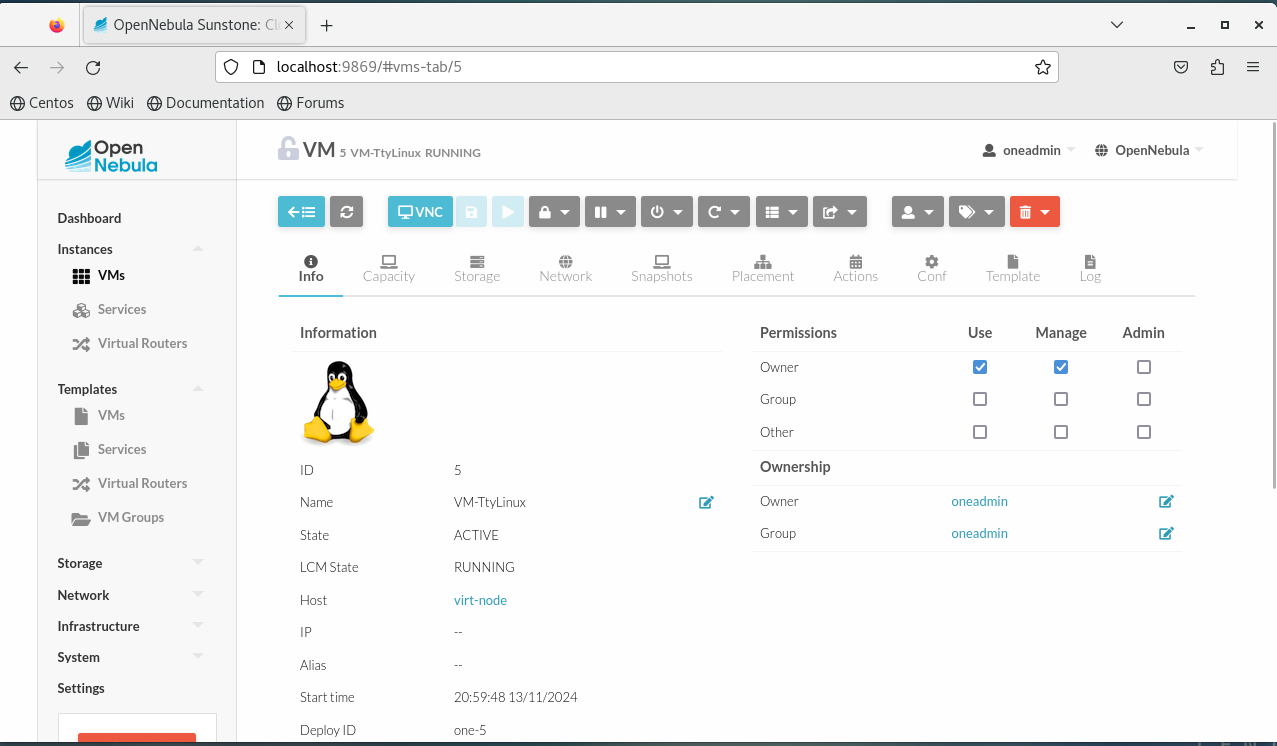 OpenNebula Sunstone: Cl
localhost:9869/#vms-tab/5
Centos Wiki Documentation Forums
Open
Nebula
VM 5 VM-TtyLinux RUNNING
oneadmin OpenNebula
VNC
Dashboard
Instances
VMs
Services
Virtual Routers
Templates
VMs
Services
Virtual Routers
VM Groups
Storage
Network
Infrastructure
System
Settings
Info Capacity Storage Network Snapshots Placement Actions Conf Template Log
Information
ID 5
Name VM-TtyLinux
State ACTIVE
LCM State RUNNING
Host virt-node
IP --
Alias --
Start time 20:59:48 13/11/2024
Deploy ID one-5
Permissions Use Manage Admin
Owner
Group
Other
Ownership
Owner oneadmin
Group oneadmin